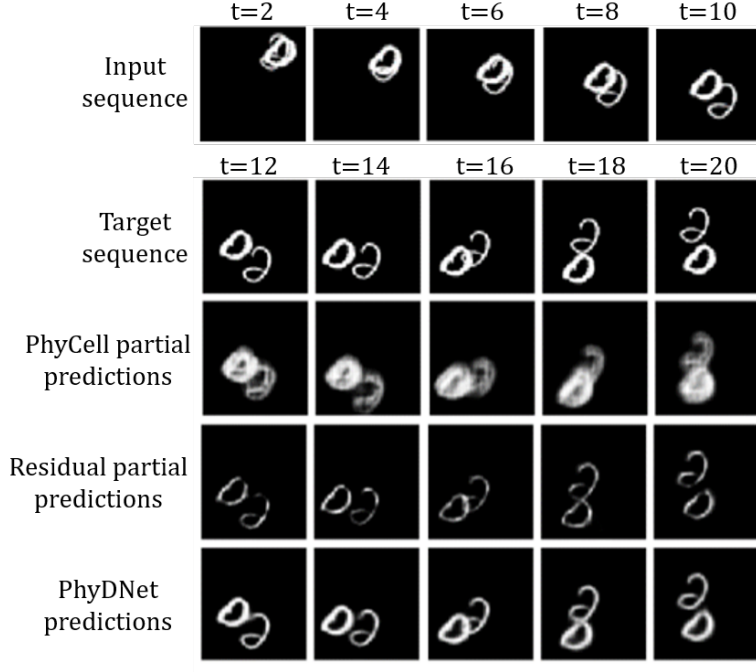 t=2 t=4 t=6 t=8 t=10
Input
sequence
t=12 t=14 t=16 t=18 t=20
Target
sequence
PhyCell partial
predictions
Residual partial
predictions
PhyDNet
predictions